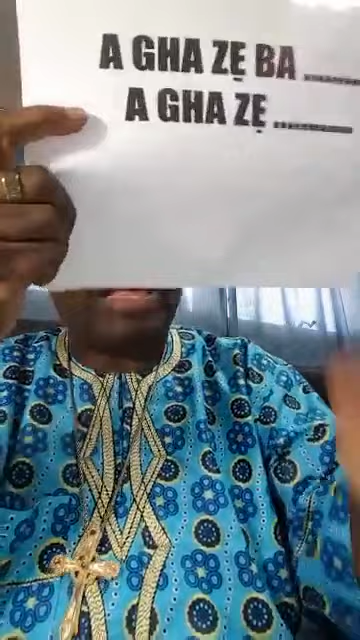 A GHA ZẸ BA ............
A GHA ZẸ ................